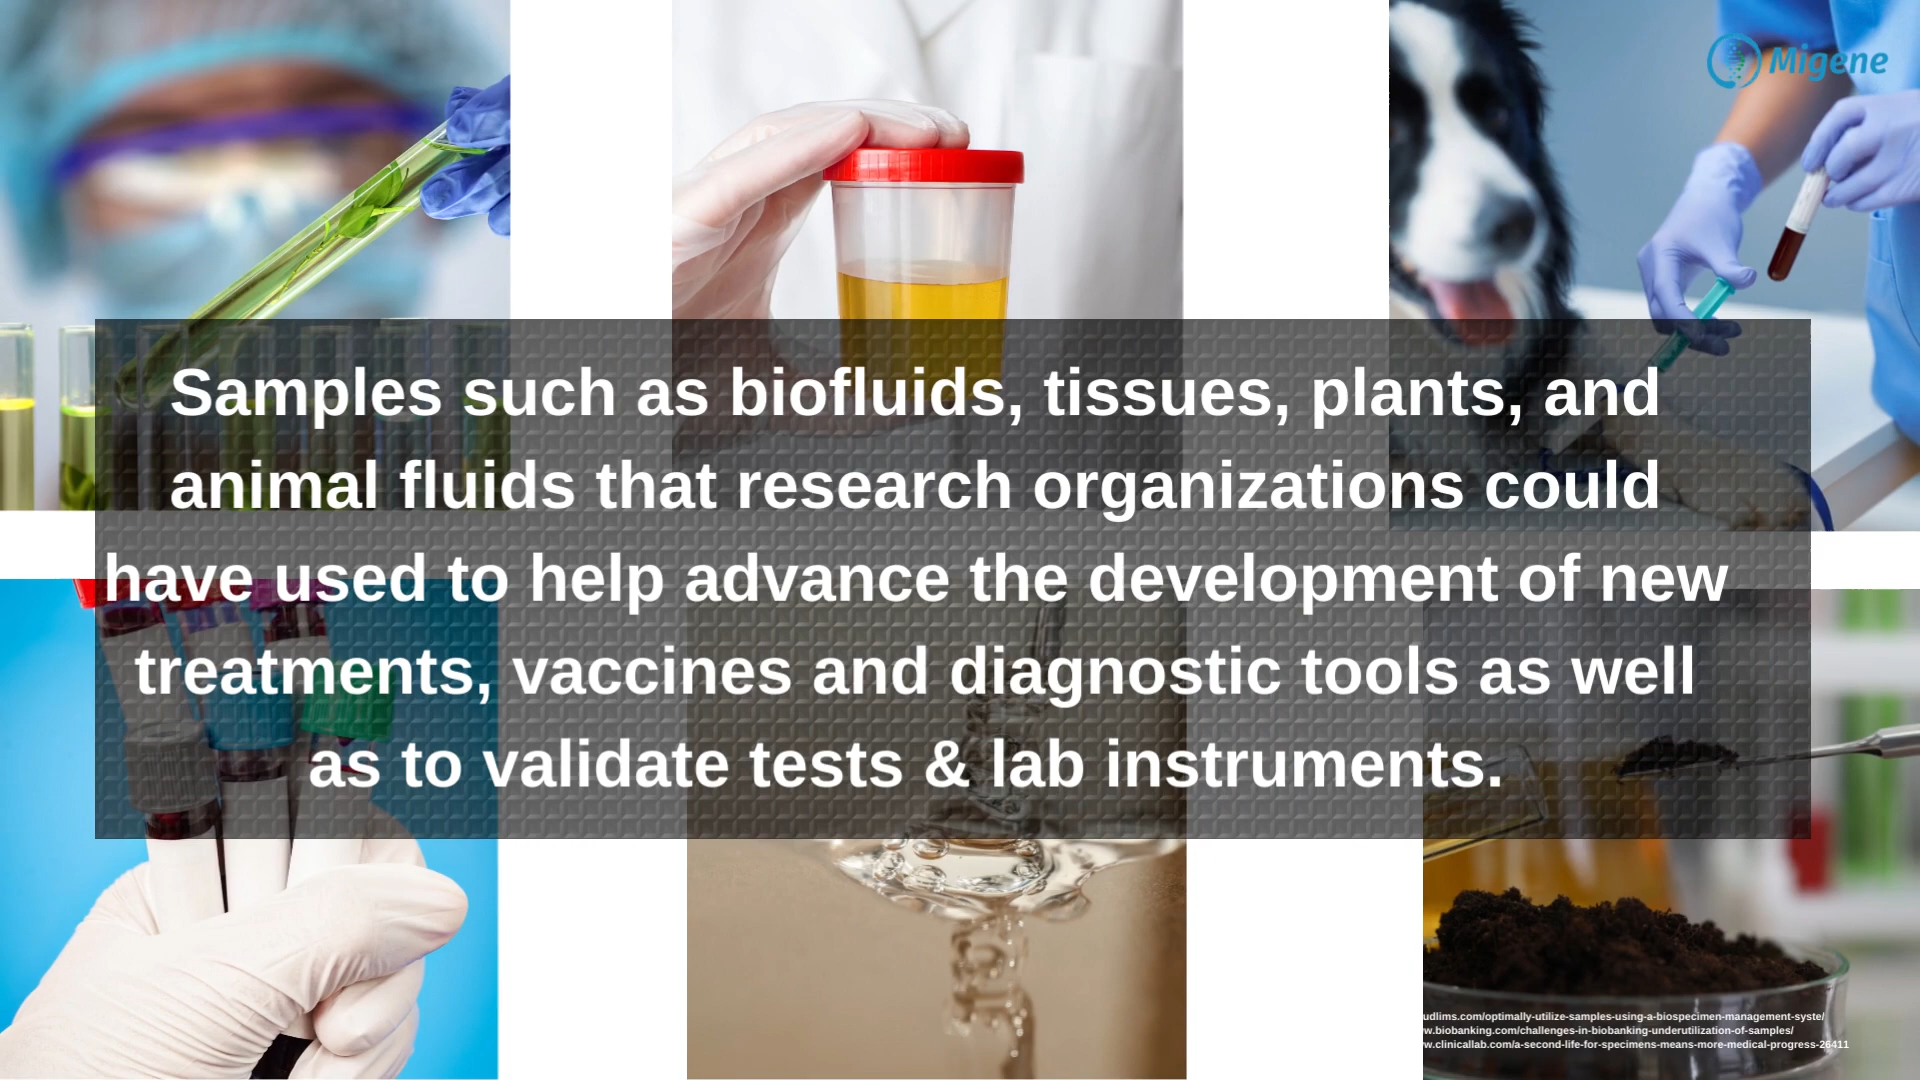 Migene
Samples such as biofluids, tissues, plants, and
animal fluids that research organizations could
have used to help advance the development of new
treatments, vaccines and diagnostic tools as well
as to validate tests & lab instruments.
udlims.com/optimally-utilize-samples-using-a-biospecimen-management-syste/
w.biobanking.com/challenges-in-biobanking-underutilization-of-samples/
w.clinicallab.com/a-second-life-for-specimens-means-more-medical-progress-26411